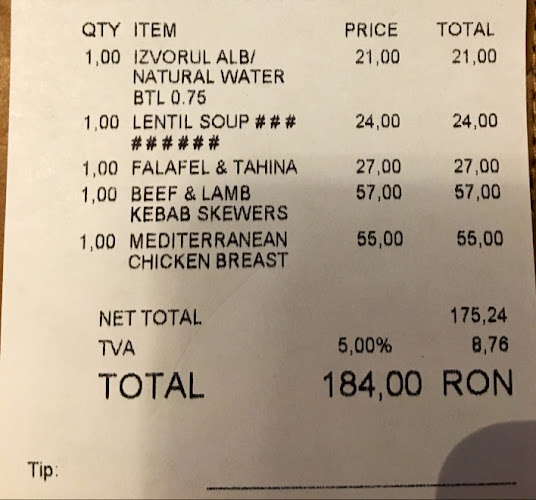 QTY ITEM PRICE TOTAL
1,00 IZVORUL ALB/ 21,00 21,00
NATURAL WATER
BTL 0.75
1,00 LENTIL SOUP # # # 24,00 24,00
# # # # # #
1,00 FALAFEL & TAHINA 27,00 27,00
1,00 BEEF & LAMB 57,00 57,00
KEBAB SKEWERS
1,00 MEDITERRANEAN 55,00 55,00
CHICKEN BREAST
NET TOTAL 175,24
TVA 5,00% 8,76
TOTAL 184,00 RON
Tip: